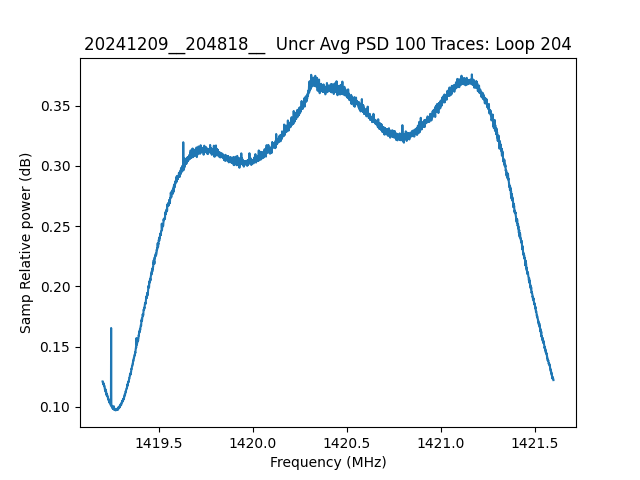 20241209__204818__  Uncr Avg PSD 100 Traces: Loop 204
Samp Relative power (dB)
0.35
0.30
0.25
0.20
0.15
0.10
1419.5 1420.0 1420.5 1421.0 1421.5
Frequency (MHz)